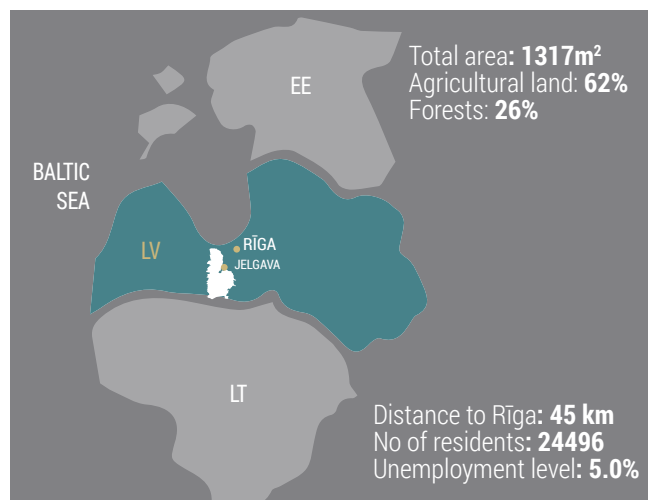 Total area: 1317m²
Agricultural land: 62%
Forests: 26%
EE
BALTIC
SEA
LV
RĪGA
JELGAVA
LT
Distance to Rīga: 45 km
No of residents: 24496
Unemployment level: 5.0%